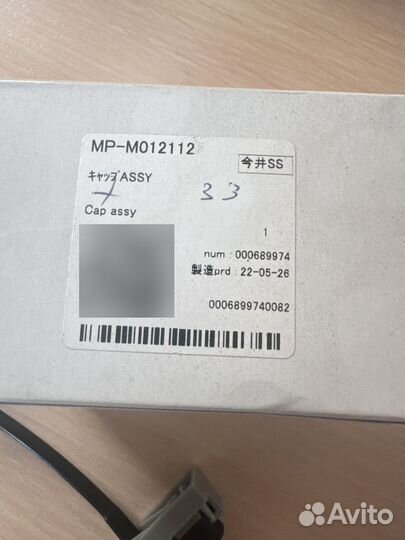 MP-M012112
今井SS
ｷｬｯﾌﾟASSY
33
Cap assy
1
num : 000689974
製造prd : 22-05-26
0006899740082
Avito